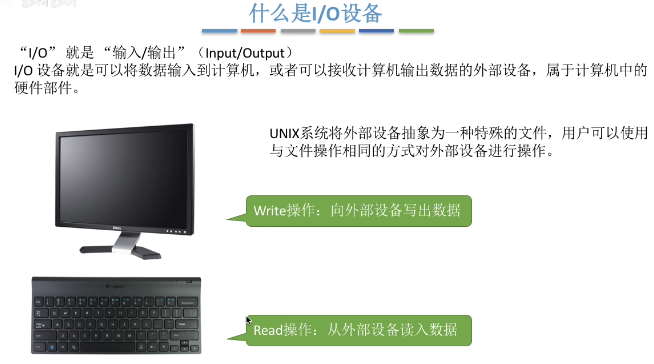 什么是I/O设备
“I/O” 就是 “输入/输出”（Input/Output）
I/O 设备就是可以将数据输入到计算机，或者可以接收计算机输出数据的外部设备，属于计算机中的
硬件部件。
UNIX系统将外部设备抽象为一种特殊的文件，用户可以使用
与文件操作相同的方式对外部设备进行操作。
Write操作：向外部设备写出数据
Read操作：从外部设备读入数据